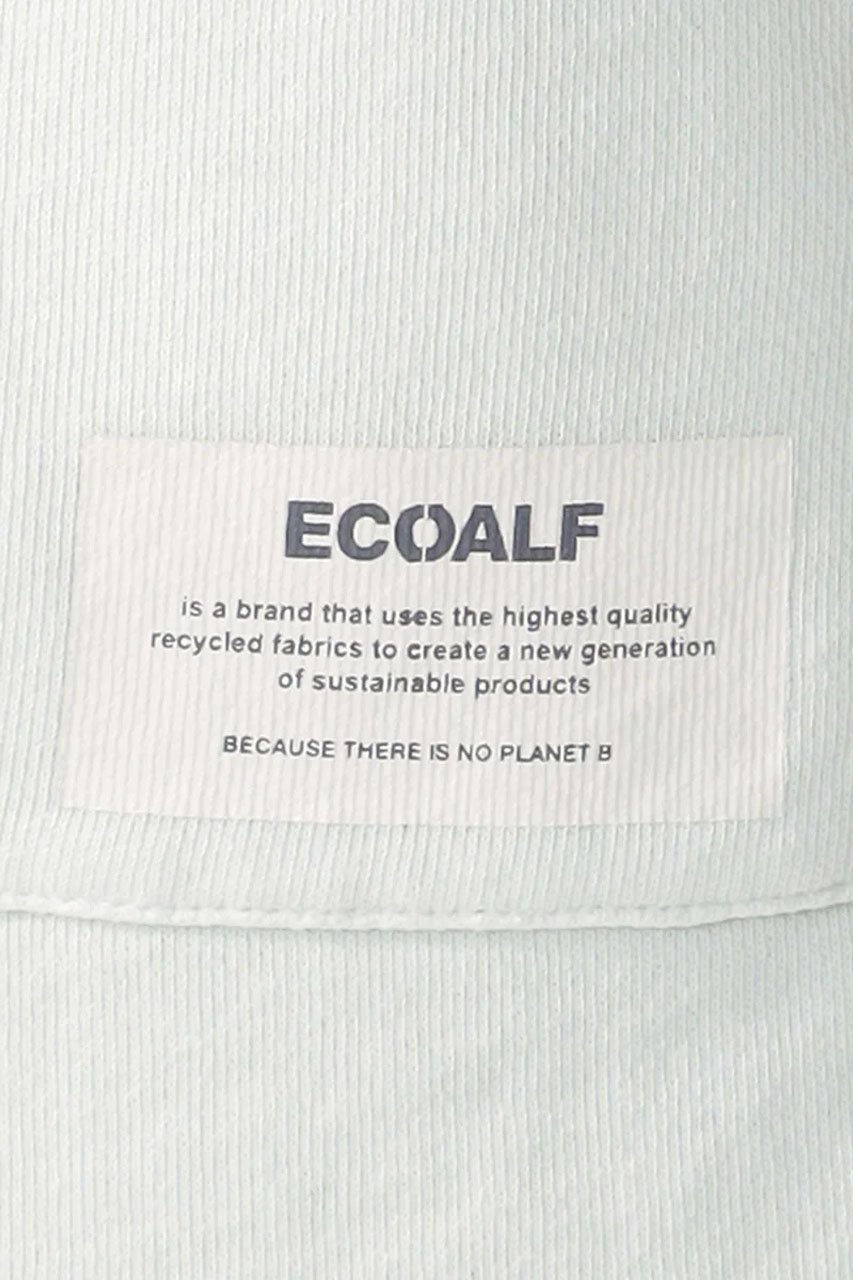 ECOALF
is a brand that uses the highest quality
recycled fabrics to create a new generation
of sustainable products
BECAUSE THERE IS NO PLANET B